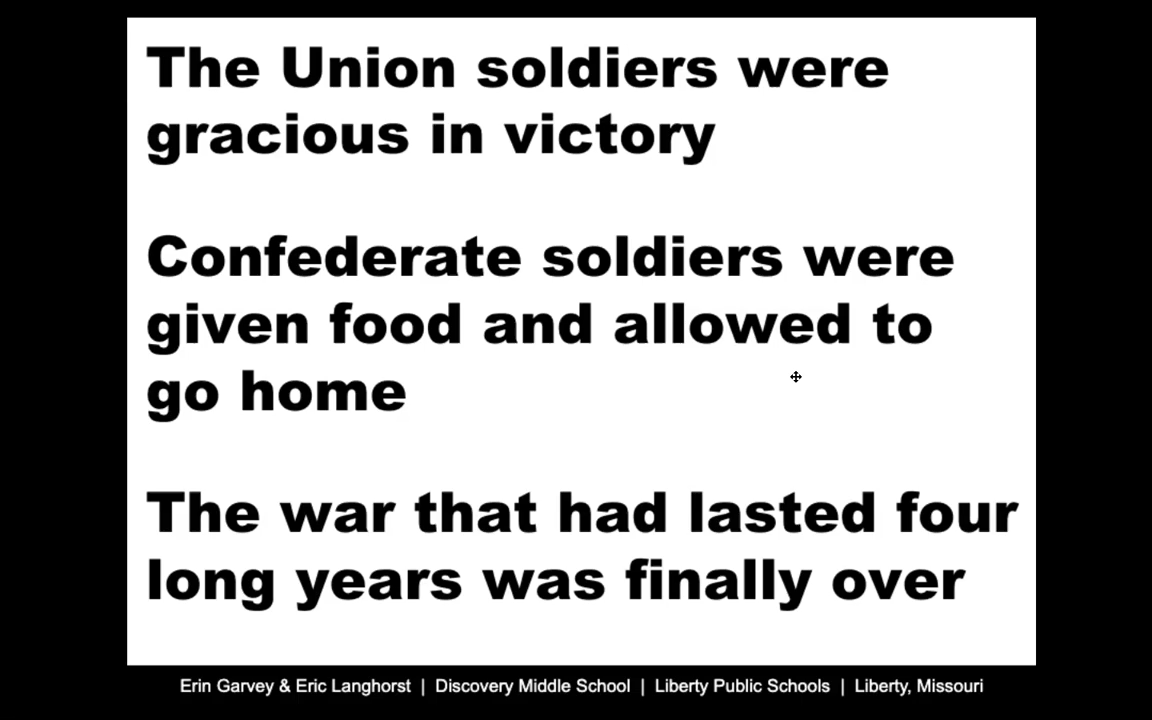 The Union soldiers were
gracious in victory
Confederate soldiers were
given food and allowed to
go home
The war that had lasted four
long years was finally over
Erin Garvey & Eric Langhorst | Discovery Middle School | Liberty Public Schools | Liberty, Missouri